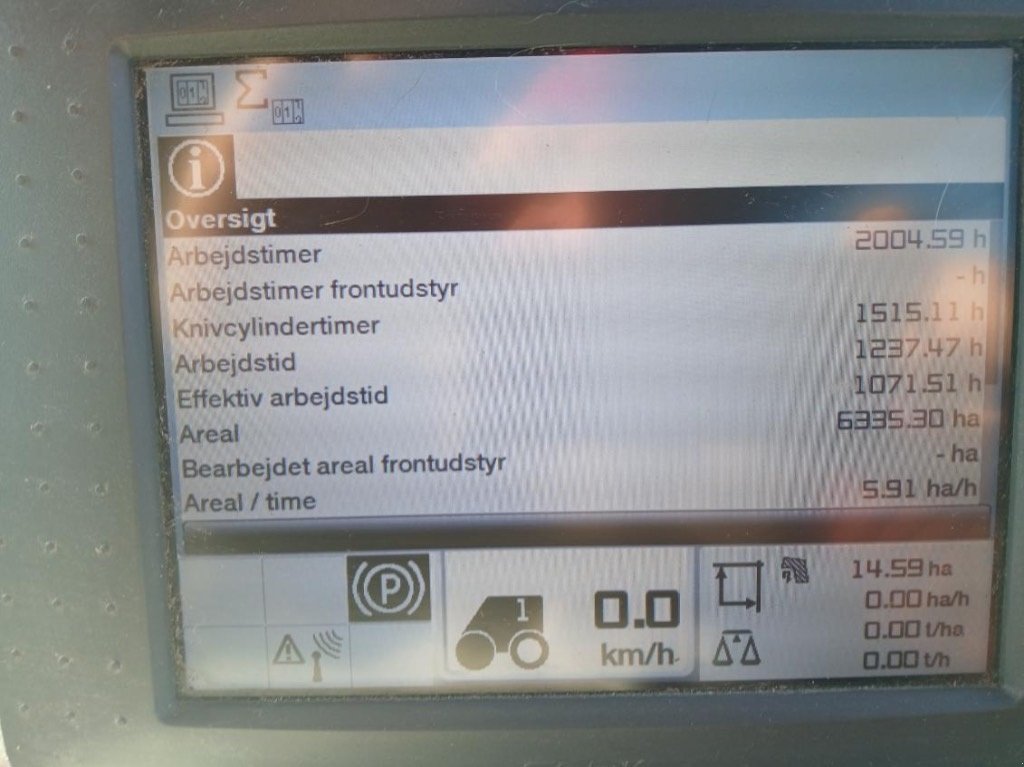 Oversigt
Arbejdstimer 2004.59 h
Arbejdstimer frontudstyr - h
Knivcylindertimer 1515.11 h
Arbejdstid 1237.47 h
Effektiv arbejdstid 1071.51 h
Areal 6335.30 ha
Bearbejdet areal frontudstyr - ha
Areal / time 5.91 ha/h
P
1
0.0
km/h
14.59 ha
0.00 ha/h
0.00 t/ha
0.00 t/h